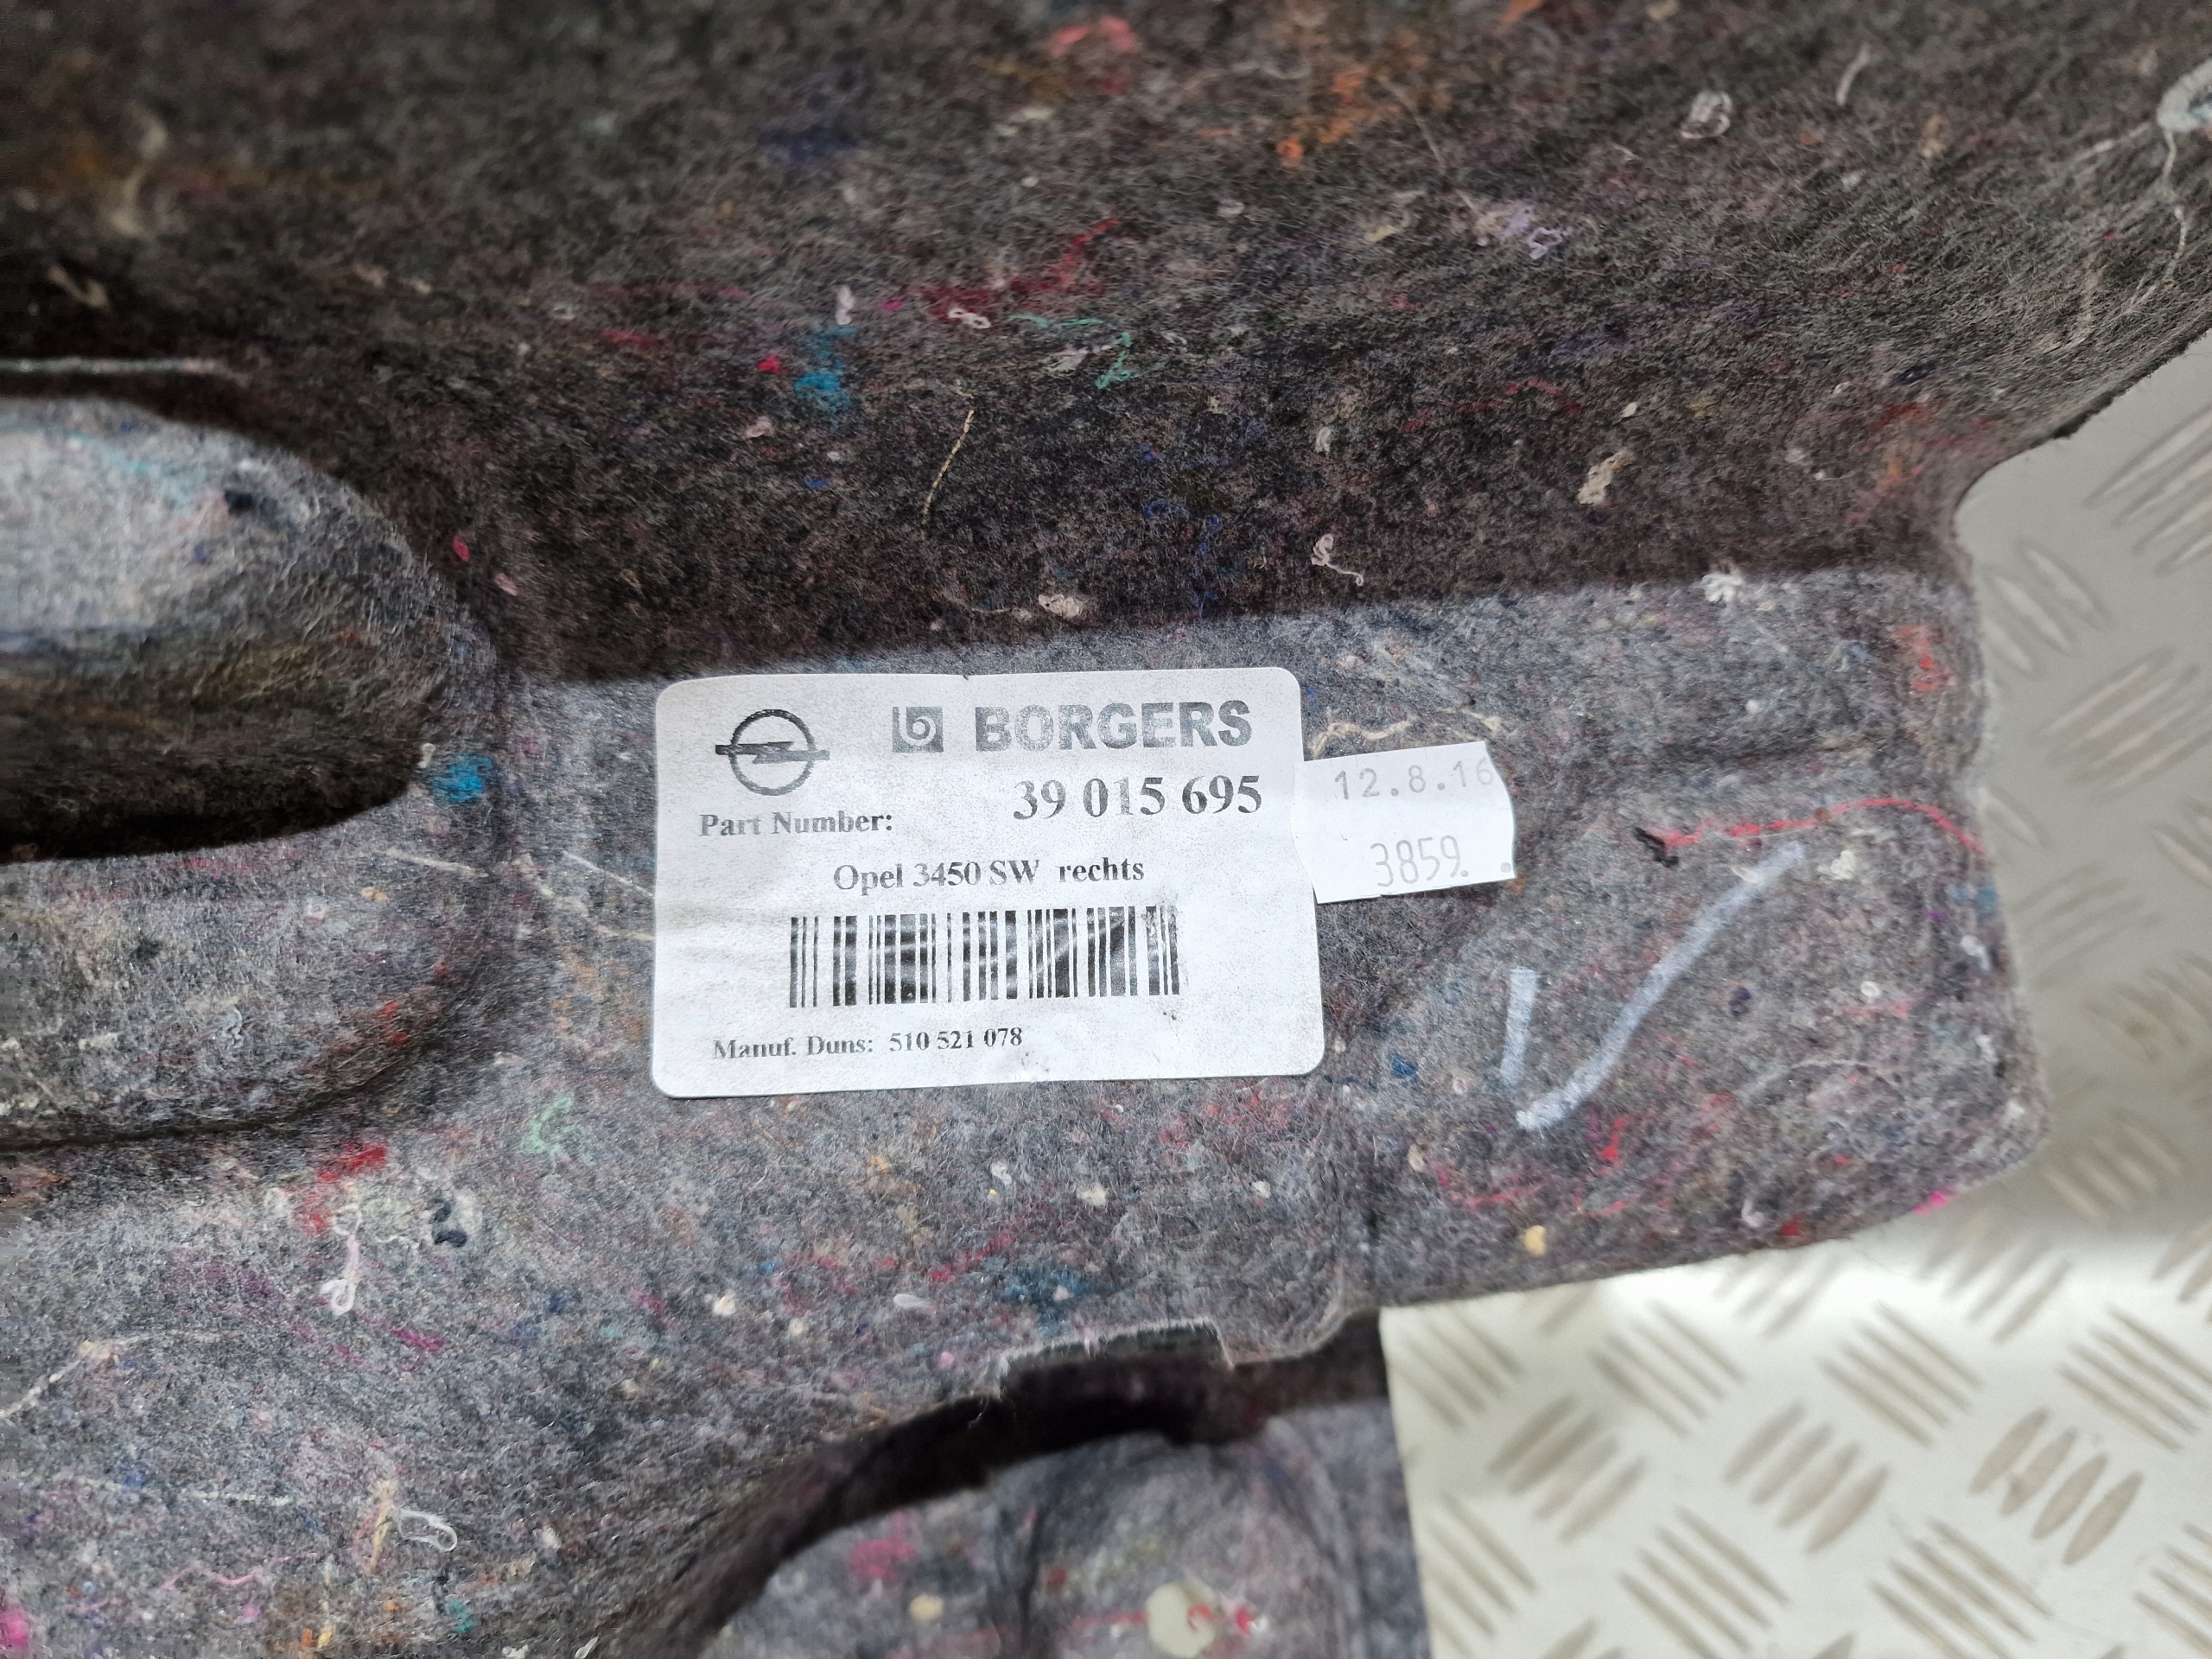 BORGERS
Part Number: 39 015 695
Opel 3450 SW rechts
Manuf. Duns: 510 521 078
12.8.16
3859.